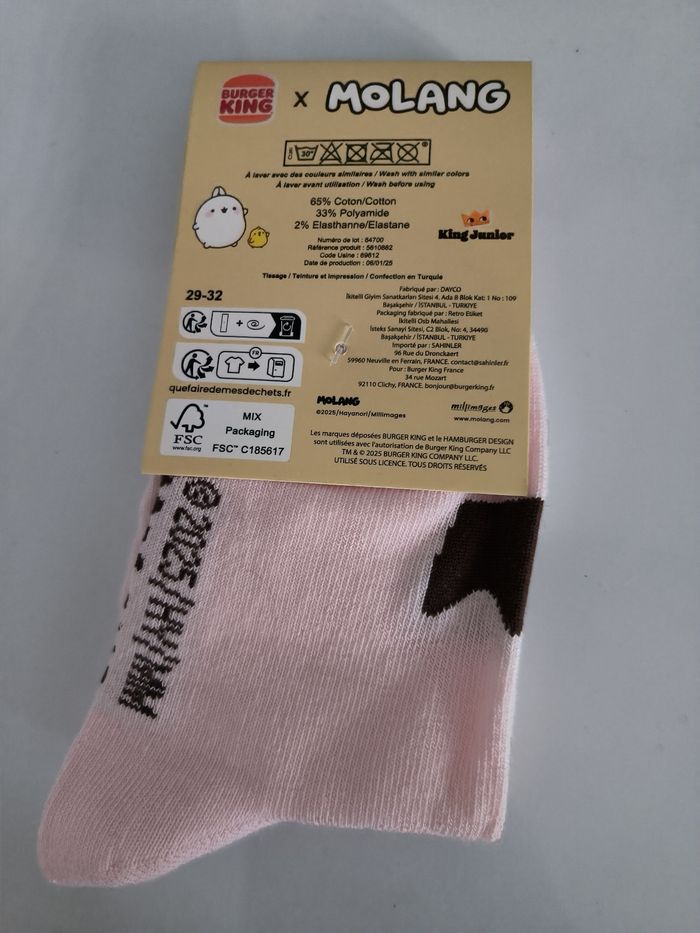 BURGER KING X MOLANG
30°
À laver avec des couleurs similaires / Wash with similar colors
À laver avant utilisation / Wash before using
65% Coton/Cotton
33% Polyamide
2% Elasthanne/Elastane
King Junior
Numéro de lot : 64700
Référence produit : 5610882
Code Usine : 89612
Date de production : 06/01/25
Tissage / Teinture et impression / Confection en Turquie
29-32
FR
quefairedemesdechets.fr
FSC
www.fsc.org
MIX
Packaging
FSC™ C185617
Fabriqué par : DAYCO
İkitelli Giyim Sanatkarları Sitesi 4. Ada B Blok Kat: 1 No : 109
Başakşehir / İSTANBUL - TURKIYE
Packaging fabriqué par : Retro Etiket
İkitelli Osb Mahallesi
İsteks Sanayi Sitesi, C2 Blok, No: 4, 34490
Başakşehir / İSTANBUL - TURKIYE
Importé par : SAHINLER
96 Rue du Dronckaert
59960 Neuville en Ferrain, FRANCE. contact@sahinler.fr
Pour : Burger King France
34 rue Mozart
92110 Clichy, FRANCE. bonjour@burgerking.fr
MOLANG
©2025/Hayanori/Millimages
millimages
www.molang.com
Les marques déposées BURGER KING et le HAMBURGER DESIGN
sont utilisées avec l'autorisation de Burger King Company LLC
TM & © 2025 BURGER KING COMPANY LLC.
UTILISÉ SOUS LICENCE. TOUS DROITS RÉSERVÉS
©2025/HY/MM